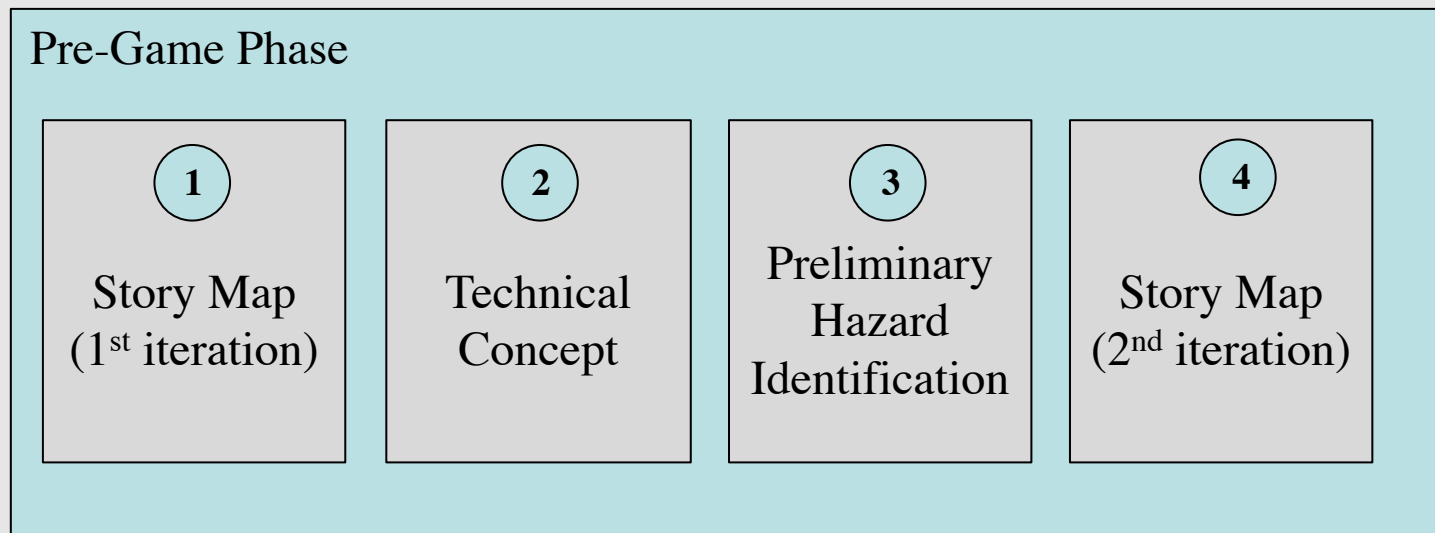 Pre-Game Phase
1
Story Map
(1st iteration)
2
Technical
Concept
3
Preliminary
Hazard
Identification
4
Story Map
(2nd iteration)